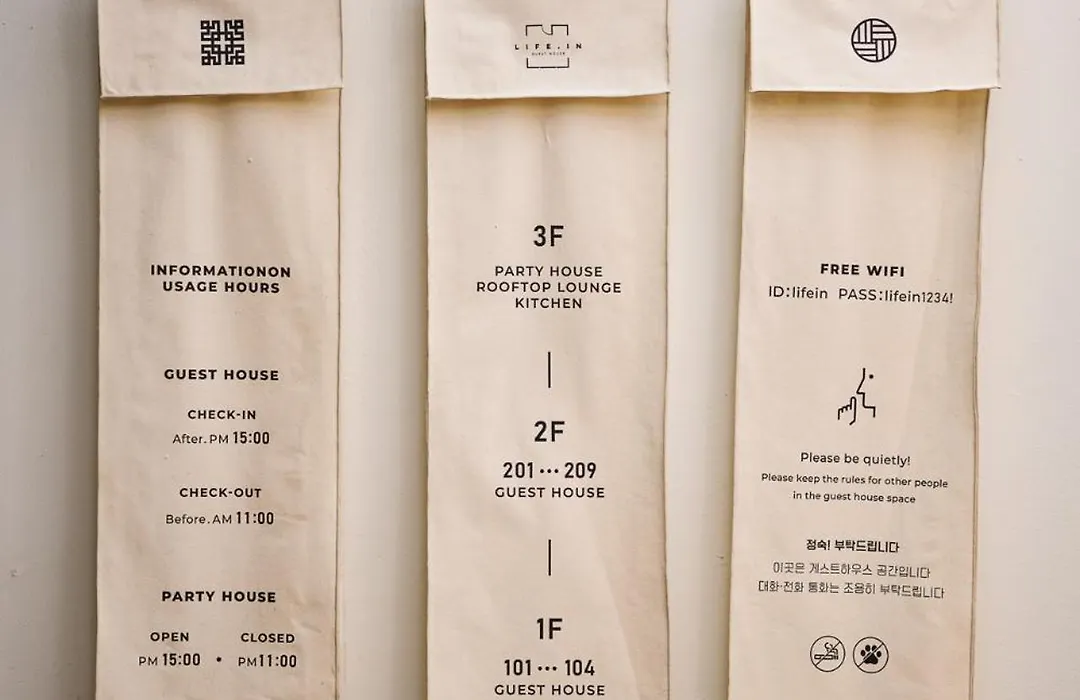 INFORMATIONON
USAGE HOURS
GUEST HOUSE
CHECK-IN
After. PM 15:00
CHECK-OUT
Before. AM 11:00
PARTY HOUSE
OPEN CLOSED
PM 15:00 • PM 11:00
LIFE.IN
GUEST HOUSE
3F
PARTY HOUSE
ROOFTOP LOUNGE
KITCHEN
2F
201 ··· 209
GUEST HOUSE
1F
101 ··· 104
GUEST HOUSE
FREE WIFI
ID:lifein PASS:lifein1234!
Please be quietly!
Please keep the rules for other people
in the guest house space
정숙! 부탁드립니다
이곳은 게스트하우스 공간입니다
대화·전화 통화는 조용히 부탁드립니다